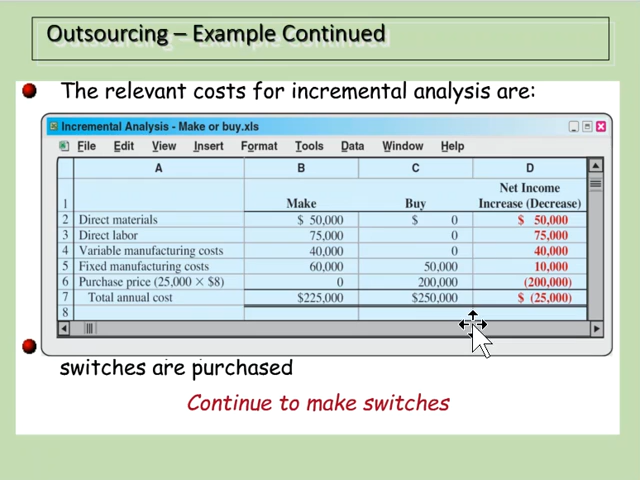 Outsourcing – Example Continued
The relevant costs for incremental analysis are:
Incremental Analysis - Make or buy.xls
File Edit View Insert Format Tools Data Window Help
A B C D
Net Income
1 Make Buy Increase (Decrease)
2 Direct materials $ 50,000 $ 0 $ 50,000
3 Direct labor 75,000 0 75,000
4 Variable manufacturing costs 40,000 0 40,000
5 Fixed manufacturing costs 60,000 50,000 10,000
6 Purchase price (25,000 × $8) 0 200,000 (200,000)
7 Total annual cost $225,000 $250,000 $ (25,000)
8
switches are purchased
Continue to make switches